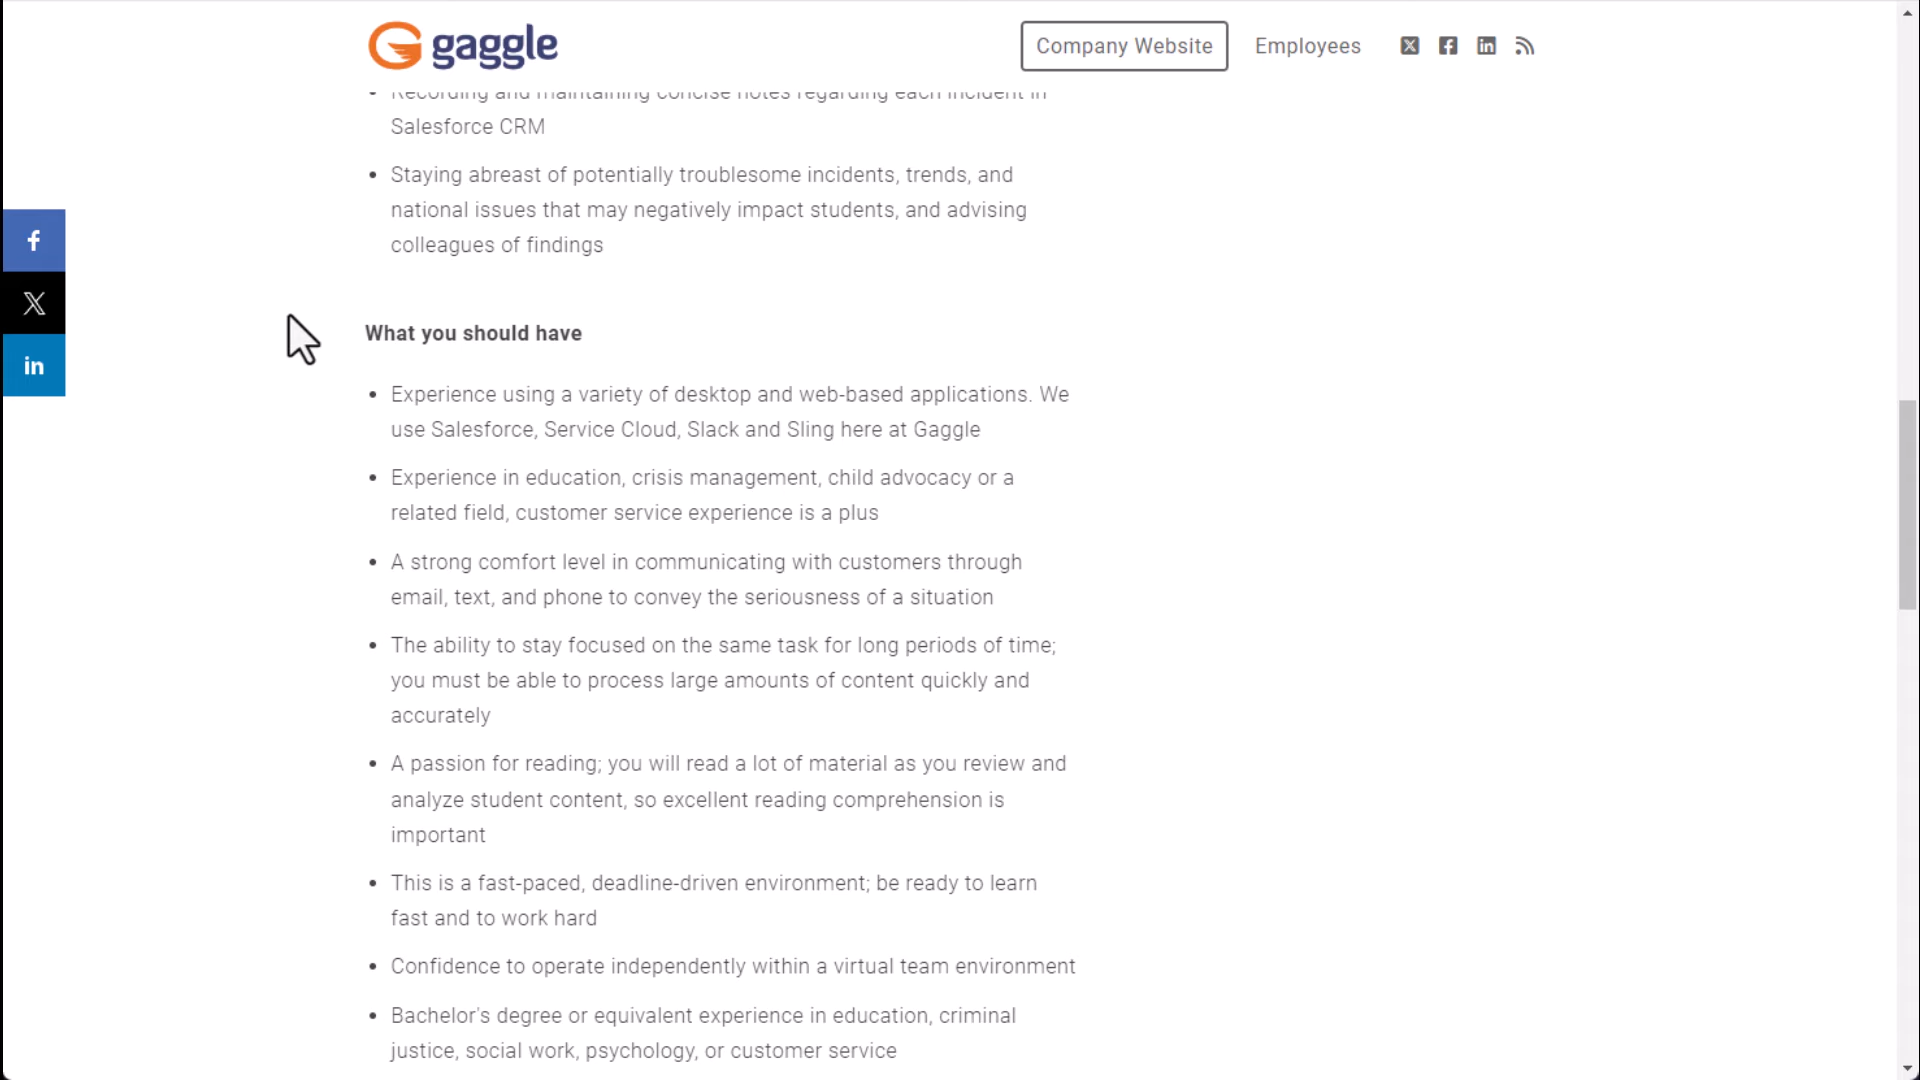 gaggle
Company Website
Employees
Recording and maintaining concise notes regarding each incident in
Salesforce CRM
Staying abreast of potentially troublesome incidents, trends, and
national issues that may negatively impact students, and advising
colleagues of findings
What you should have
Experience using a variety of desktop and web-based applications. We
use Salesforce, Service Cloud, Slack and Sling here at Gaggle
Experience in education, crisis management, child advocacy or a
related field, customer service experience is a plus
A strong comfort level in communicating with customers through
email, text, and phone to convey the seriousness of a situation
The ability to stay focused on the same task for long periods of time;
you must be able to process large amounts of content quickly and
accurately
A passion for reading; you will read a lot of material as you review and
analyze student content, so excellent reading comprehension is
important
This is a fast-paced, deadline-driven environment; be ready to learn
fast and to work hard
Confidence to operate independently within a virtual team environment
Bachelor's degree or equivalent experience in education, criminal
justice, social work, psychology, or customer service